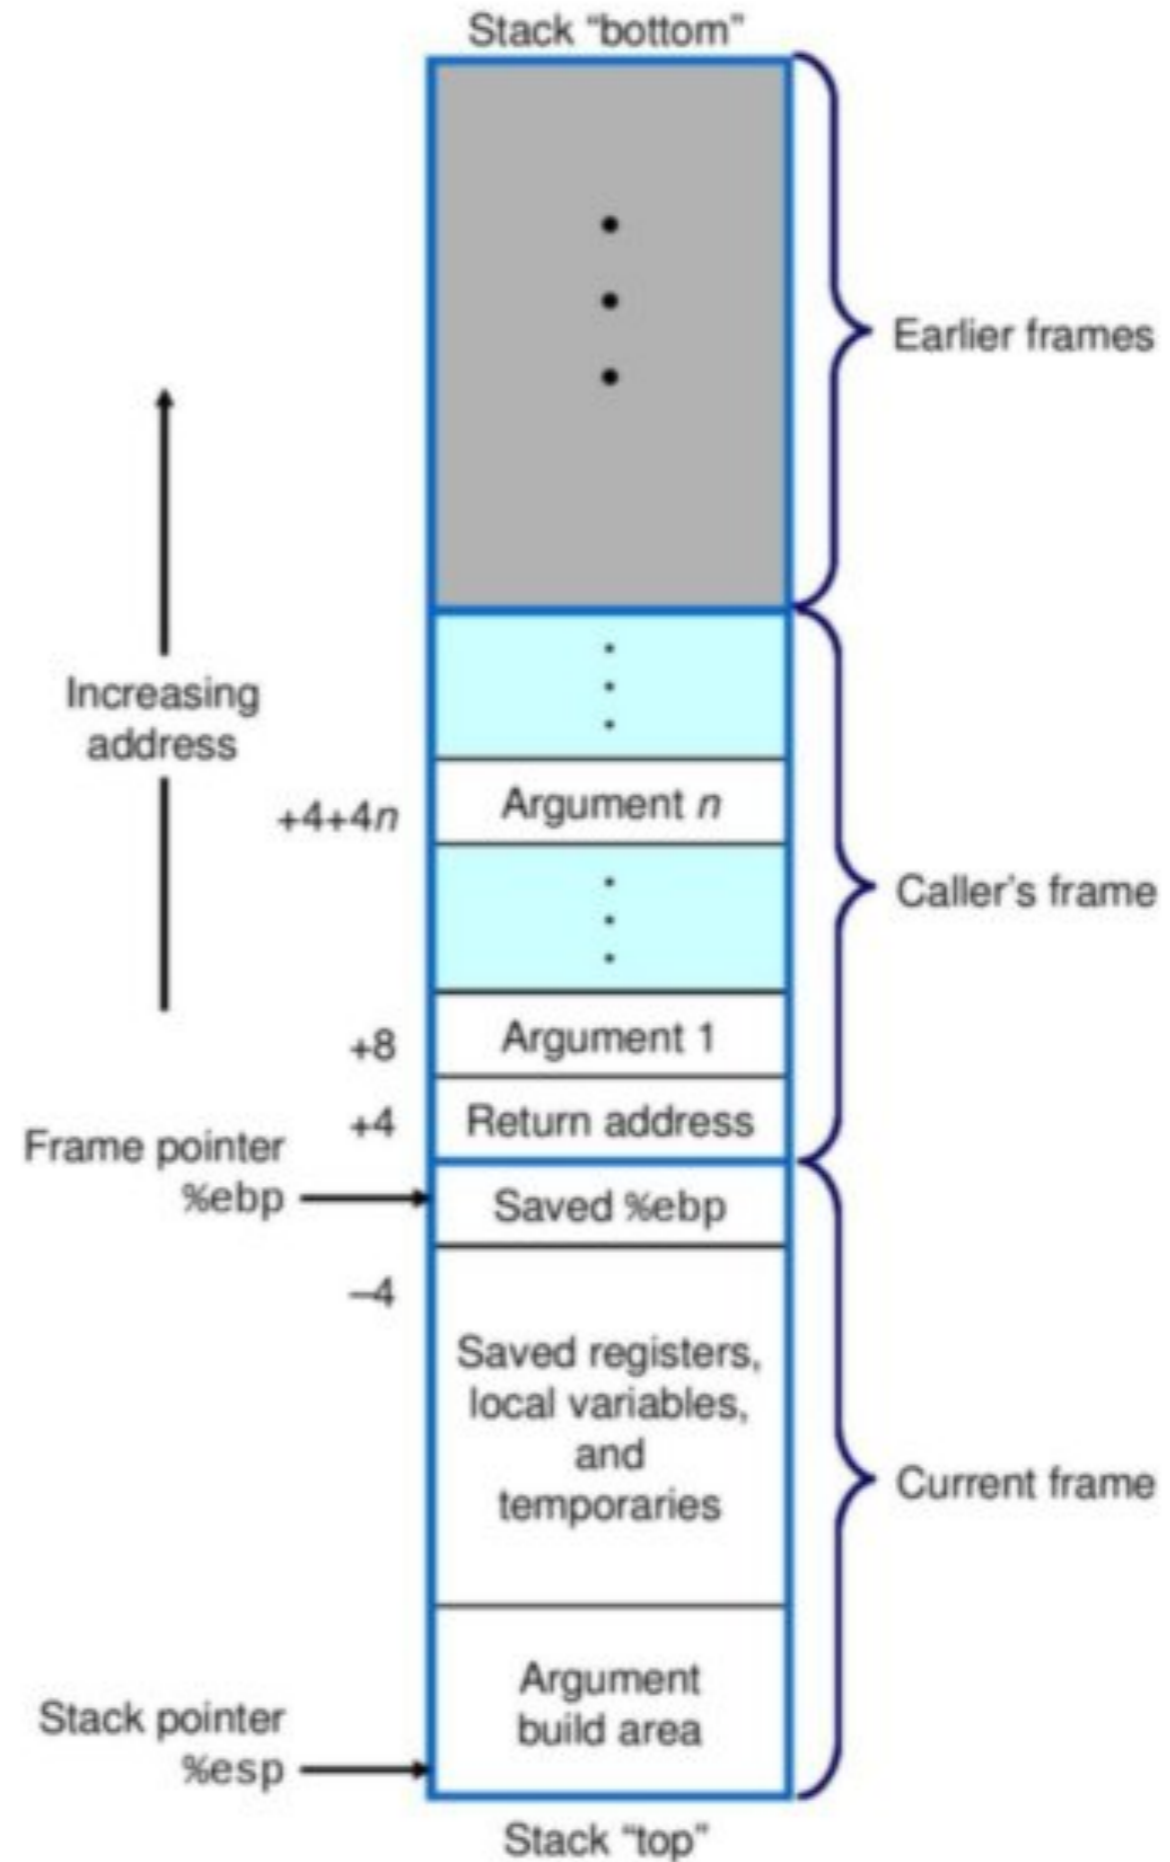 Stack “bottom”
Earlier frames
Increasing
address
+4+4n
Argument n
Caller’s frame
+8
Argument 1
+4
Return address
Frame pointer
%ebp
Saved %ebp
–4
Saved registers,
local variables,
and
temporaries
Current frame
Argument
build area
Stack pointer
%esp
Stack “top”